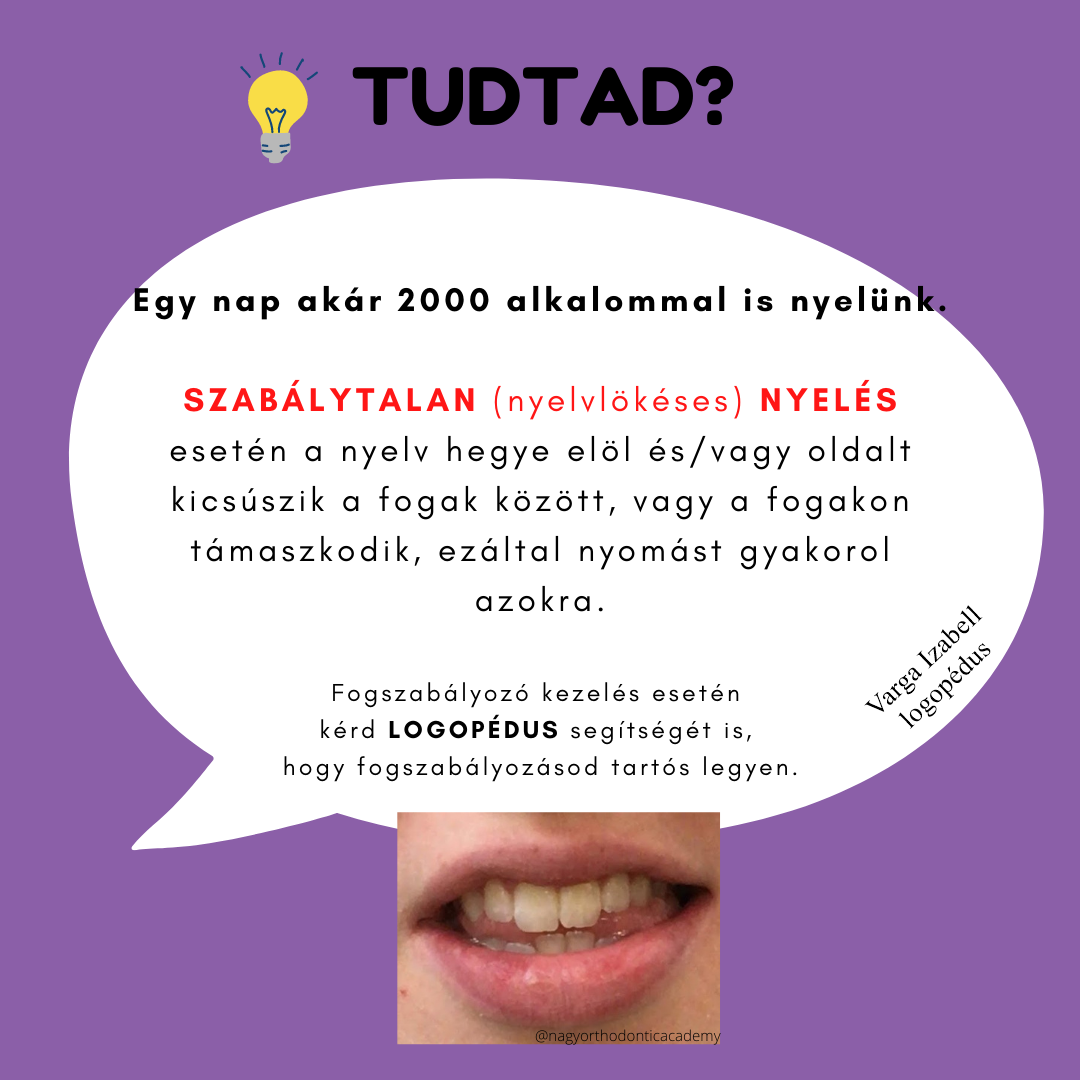 TUDTAD?
Egy nap akár 2000 alkalommal is nyelünk.
SZABÁLYTALAN (nyelvlökéses) NYELÉS
esetén a nyelv hegye elöl és/vagy oldalt
kicsúszik a fogak között, vagy a fogakon
támaszkodik, ezáltal nyomást gyakorol
azokra.
Varga Izabell
logopédus
Fogszabályozó kezelés esetén
kérd LOGOPÉDUS segítségét is,
hogy fogszabályozásod tartós legyen.
@nagyorthodonticacademy